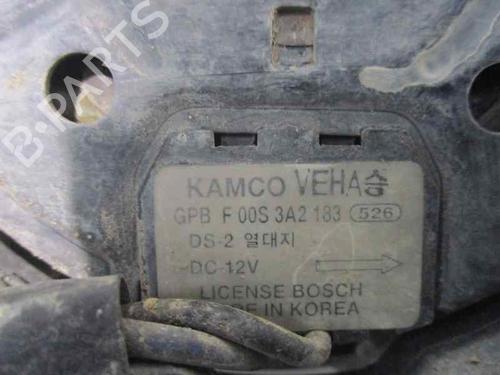 B-PARTS
KAMCO VEHA승
GPB F 00S 3A2 183 526
DS-2 열대지
DC-12V
LICENSE BOSCH
IN KOREA